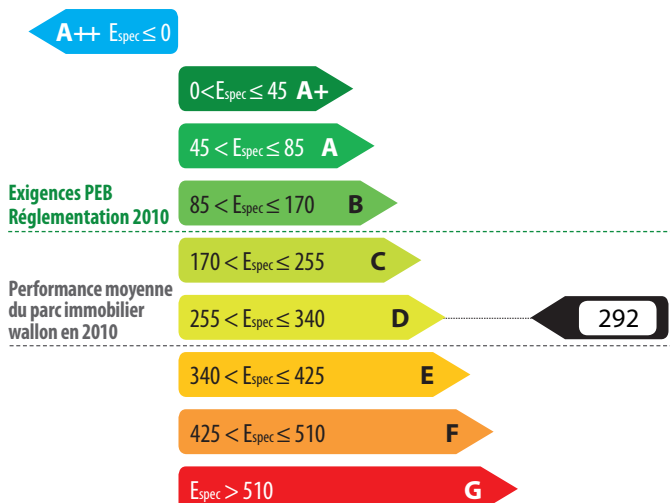 A++ Espec ≤ 0
0<Espec ≤ 45 A+
45 < Espec ≤ 85 A
Exigences PEB
Réglementation 2010
85 < Espec ≤ 170 B
170 < Espec ≤ 255 C
Performance moyenne
du parc immobilier
wallon en 2010
255 < Espec ≤ 340 D
292
340 < Espec ≤ 425 E
425 < Espec ≤ 510 F
Espec > 510 G